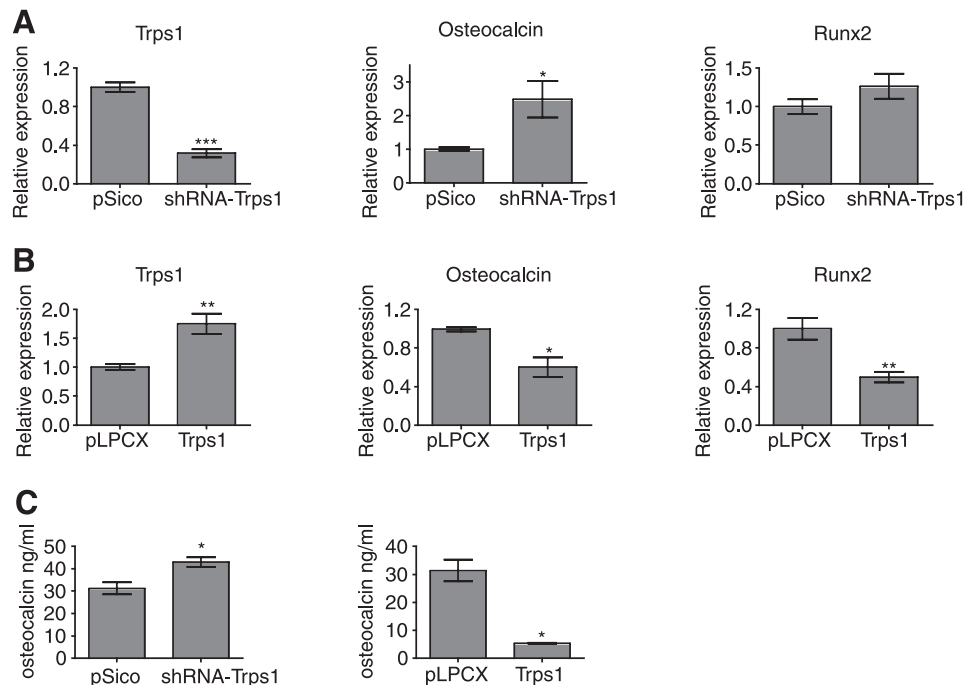 A
Trps1
Osteocalcin
Runx2
Relative expression
1.2
0.8
0.4
0.0
***
pSico
shRNA-Trps1
Relative expression
3
2
1
0
*
pSico
shRNA-Trps1
Relative expression
1.5
1.0
0.5
0.0
pSico
shRNA-Trps1
B
Trps1
Osteocalcin
Runx2
Relative expression
2.0
1.5
1.0
0.5
0.0
**
pLPCX
Trps1
Relative expression
1.2
0.8
0.4
0.0
*
pLPCX
Trps1
Relative expression
1.2
0.8
0.4
0.0
**
pLPCX
Trps1
C
osteocalcin ng/ml
50
40
30
20
10
0
*
pSico
shRNA-Trps1
osteocalcin ng/ml
40
30
20
10
0
*
pLPCX
Trps1